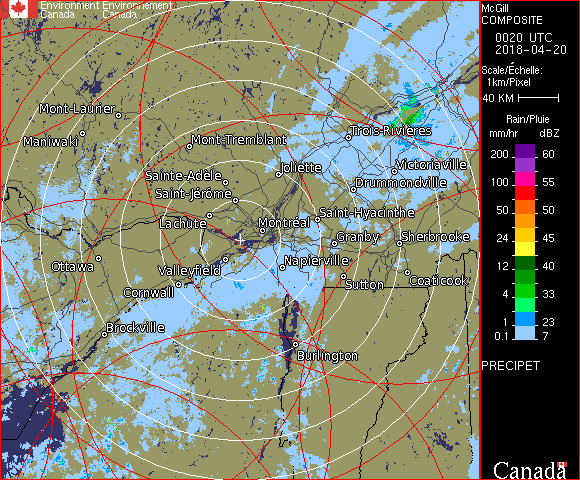 Environment Environnement
Canada Canada
McGill
COMPOSITE
0020 UTC
2018-04-20
Scale/Échelle:
1km/Pixel
40 KM
Rain/Pluie
mm/hr dBZ
200 60
150 60
100 55
50 50
24 45
12 40
4 33
1 23
0.1 7
PRECIPET
Canada
Mont-Laurier
Maniwaki
Mont-Tremblant
Trois-Rivières
Joliette
Victoriaville
Sainte-Adèle
Drummondville
Saint-Jérôme
Saint-Hyacinthe
Lachute
Montréal
Granby
Sherbrooke
Ottawa
Valleyfield
Napierville
Sutton
Coaticook
Cornwall
Brockville
Burlington